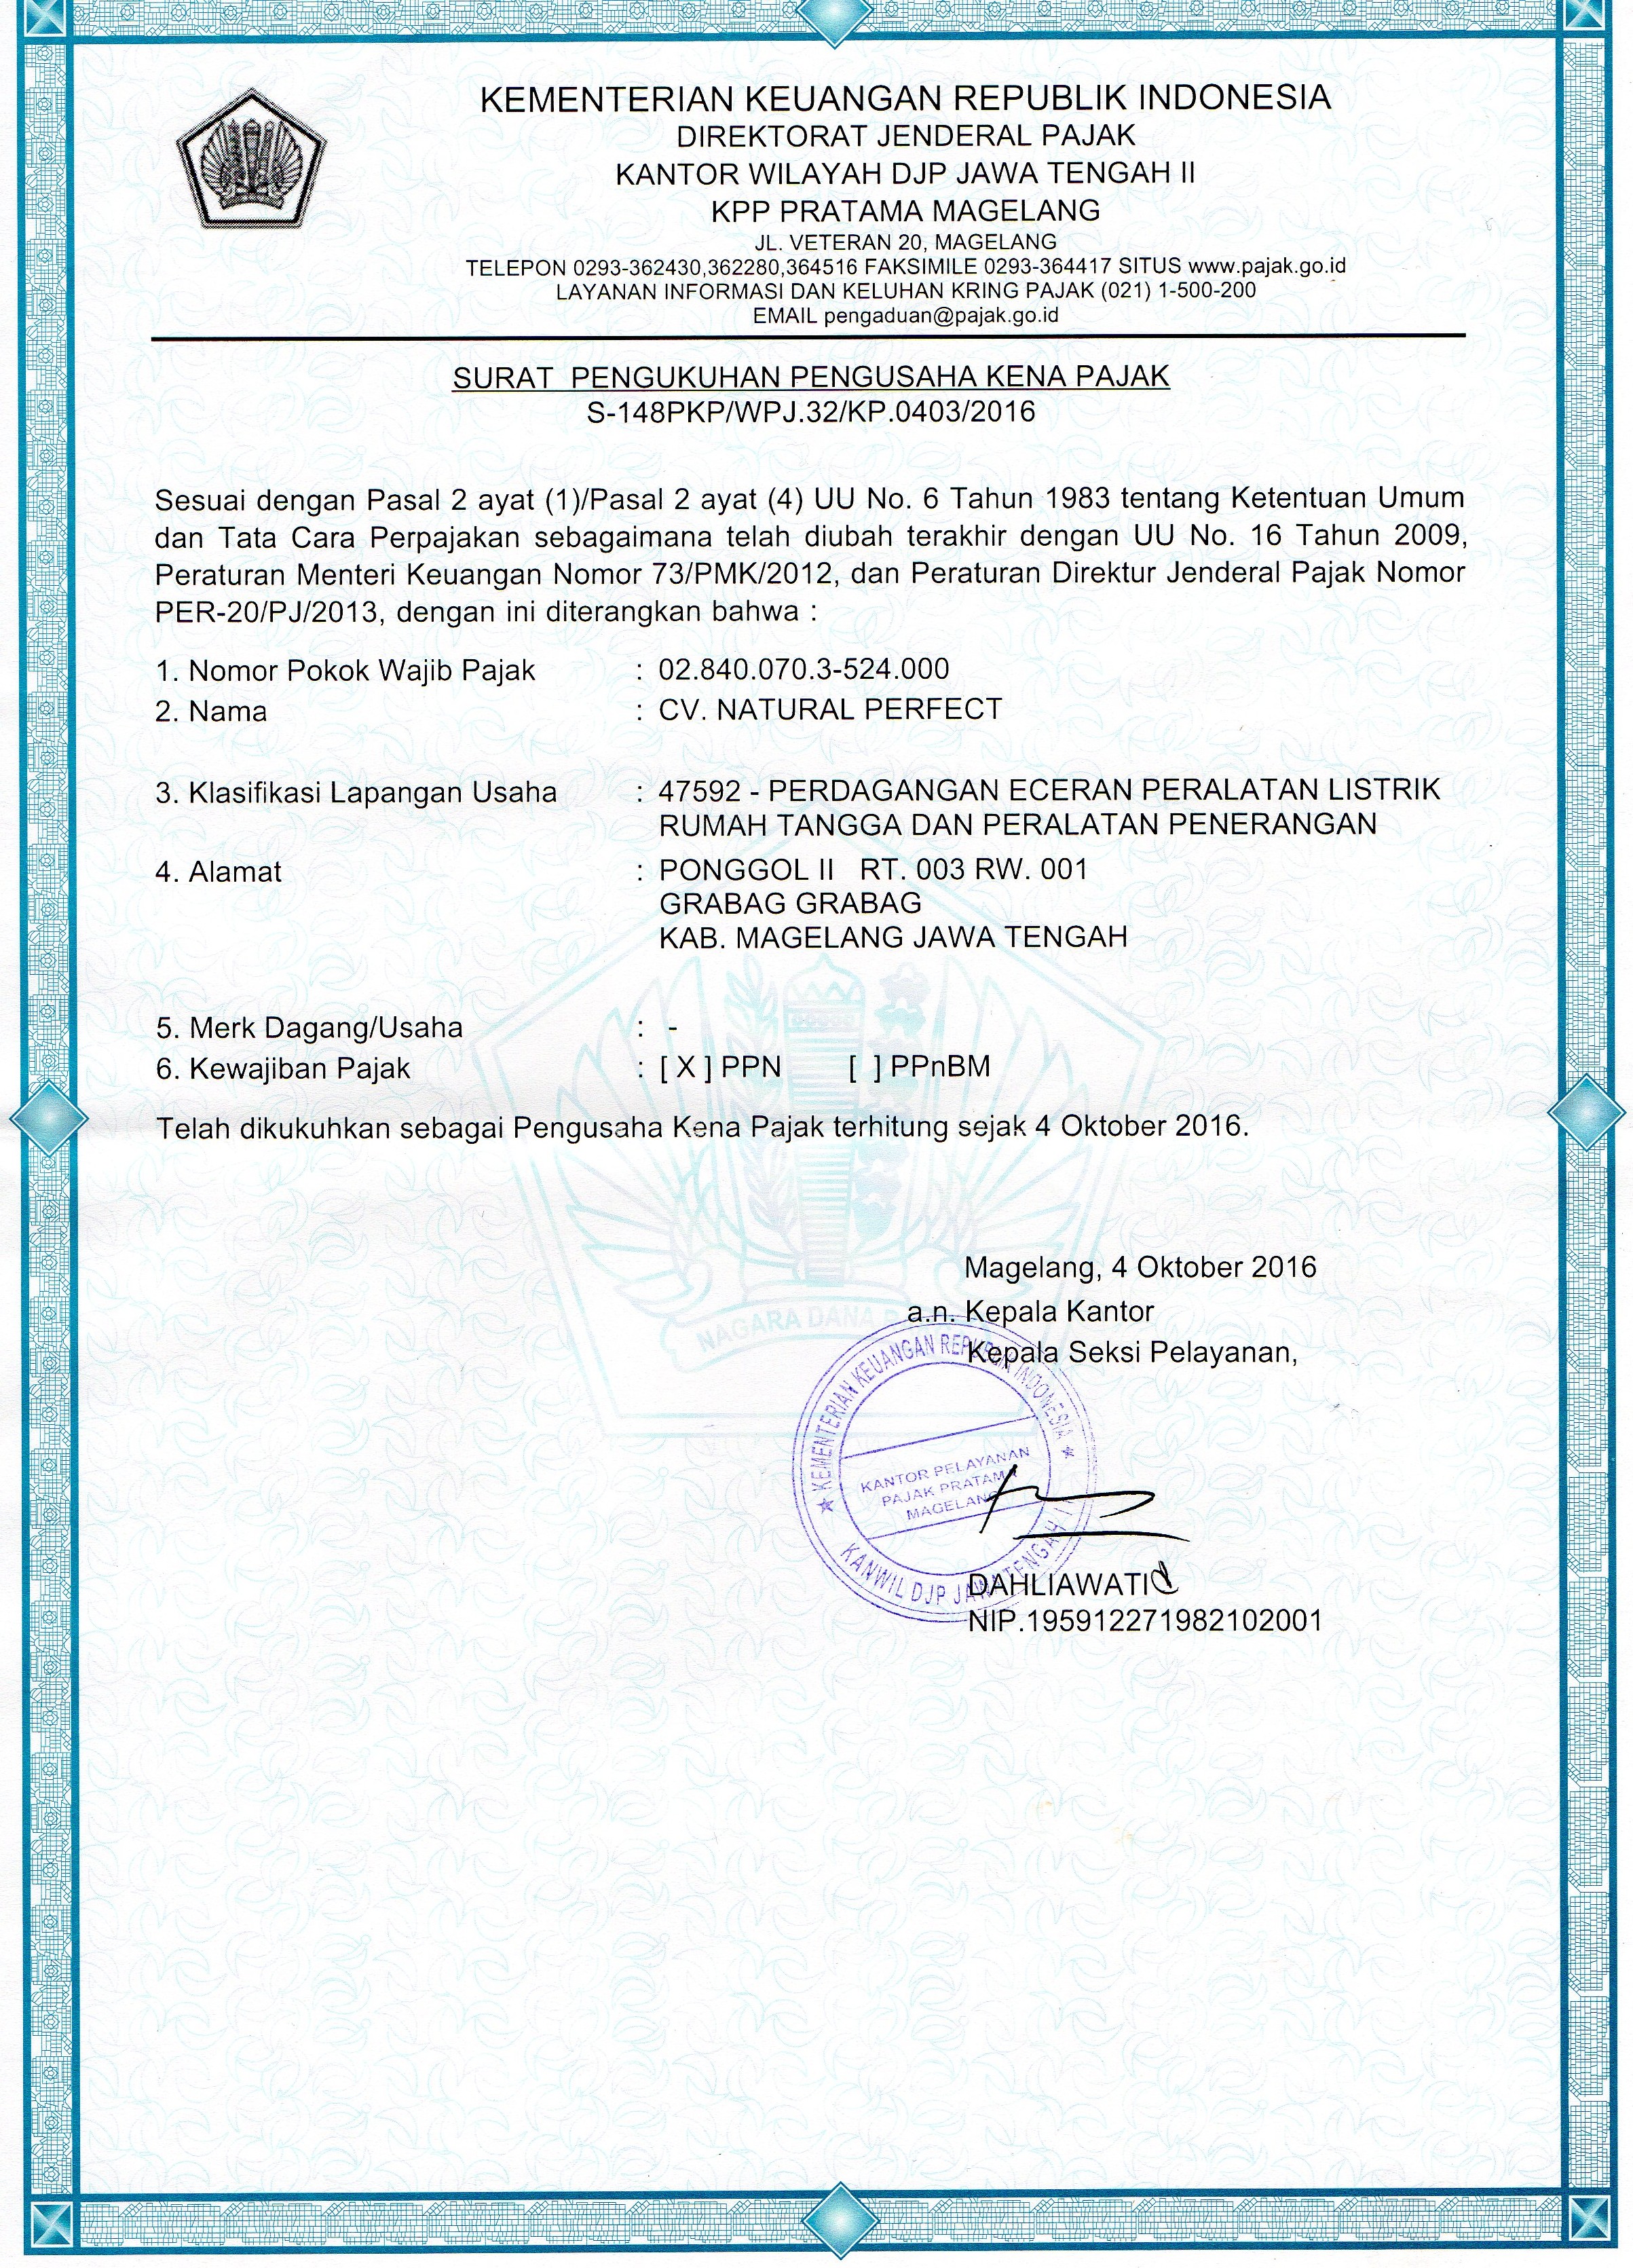 KEMENTERIAN KEUANGAN REPUBLIK INDONESIA
DIREKTORAT JENDERAL PAJAK
KANTOR WILAYAH DJP JAWA TENGAH II
KPP PRATAMA MAGELANG
JL. VETERAN 20, MAGELANG
TELEPON 0293-362430,362280,364516 FAKSIMILE 0293-364417 SITUS www.pajak.go.id
LAYANAN INFORMASI DAN KELUHAN KRING PAJAK (021) 1-500-200
EMAIL pengaduan@pajak.go.id
SURAT PENGUKUHAN PENGUSAHA KENA PAJAK
S-148PKP/WPJ.32/KP.0403/2016
Sesuai dengan Pasal 2 ayat (1)/Pasal 2 ayat (4) UU No. 6 Tahun 1983 tentang Ketentuan Umum
dan Tata Cara Perpajakan sebagaimana telah diubah terakhir dengan UU No. 16 Tahun 2009,
Peraturan Menteri Keuangan Nomor 73/PMK/2012, dan Peraturan Direktur Jenderal Pajak Nomor
PER-20/PJ/2013, dengan ini diterangkan bahwa :
1. Nomor Pokok Wajib Pajak : 02.840.070.3-524.000
2. Nama : CV. NATURAL PERFECT
3. Klasifikasi Lapangan Usaha : 47592 - PERDAGANGAN ECERAN PERALATAN LISTRIK
RUMAH TANGGA DAN PERALATAN PENERANGAN
4. Alamat : PONGGOL II RT. 003 RW. 001
GRABAG GRABAG
KAB. MAGELANG JAWA TENGAH
5. Merk Dagang/Usaha : -
6. Kewajiban Pajak : [ X ] PPN [ ] PPnBM
Telah dikukuhkan sebagai Pengusaha Kena Pajak terhitung sejak 4 Oktober 2016.
Magelang, 4 Oktober 2016
a.n. Kepala Kantor
NAGARA DANA
Kepala Seksi Pelayanan,
KEMENTERIAN KEUANGAN REPUBLIK INDONESIA
KANTOR PELAYANAN
PAJAK PRATAMA
MAGELANG
KANWIL DJP JAWA TENGAH II
DAHLIAWATI
NIP.195912271982102001